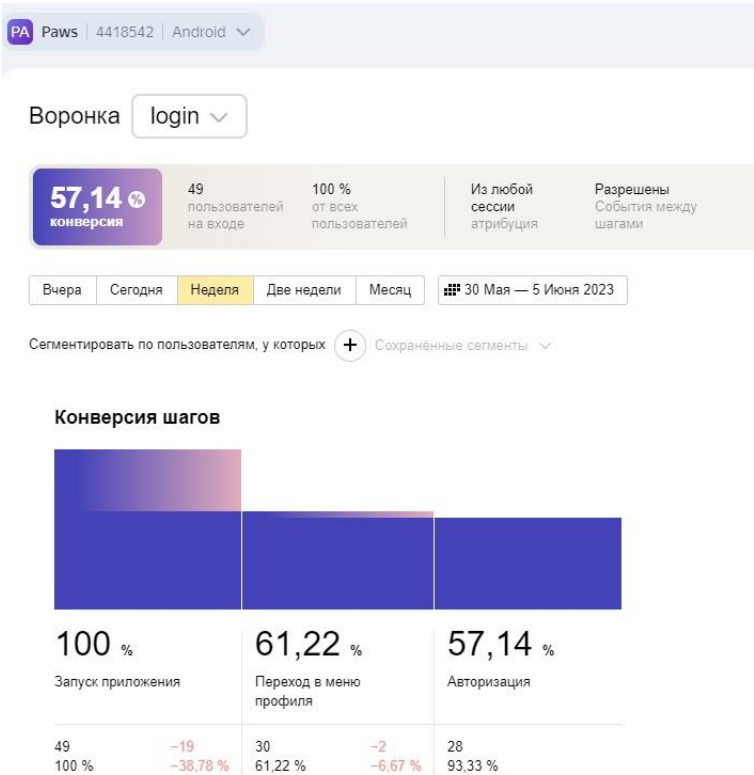 PA Paws 4418542 Android
Воронка login
57,14 %
конверсия
49
пользователей
на входе
100 %
от всех
пользователей
Из любой
сессии
атрибуция
Разрешены
События между
шагами
Вчера Сегодня Неделя Две недели Месяц 30 Мая — 5 Июня 2023
Сегментировать по пользователям, у которых + Сохранённые сегменты
Конверсия шагов
100 %
Запуск приложения
61,22 %
Переход в меню
профиля
57,14 %
Авторизация
49 −19 30 −2 28
100 % −38,78 % 61,22 % −6,67 % 93,33 %